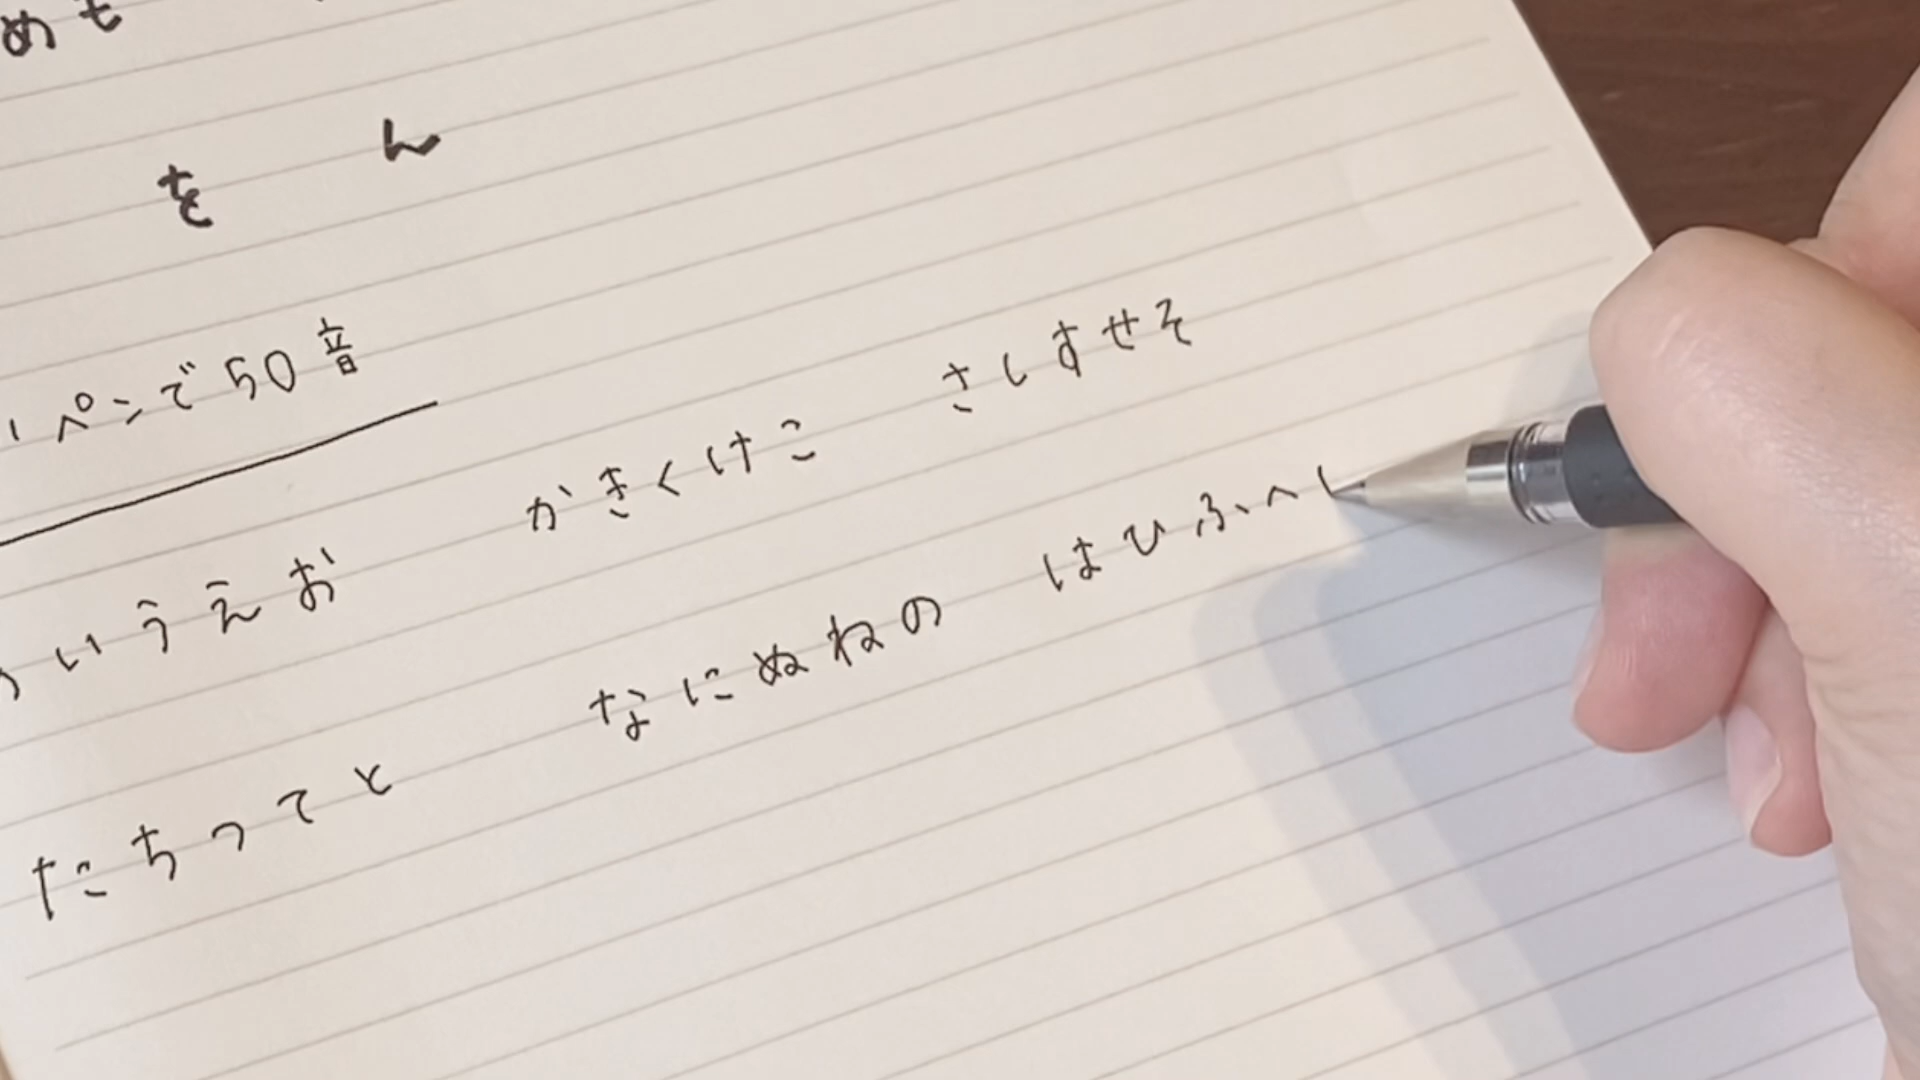 めも
を ん
ペンで50音
いうえお かきくけこ さしすせそ
たちつてと なにぬねの はひふへ